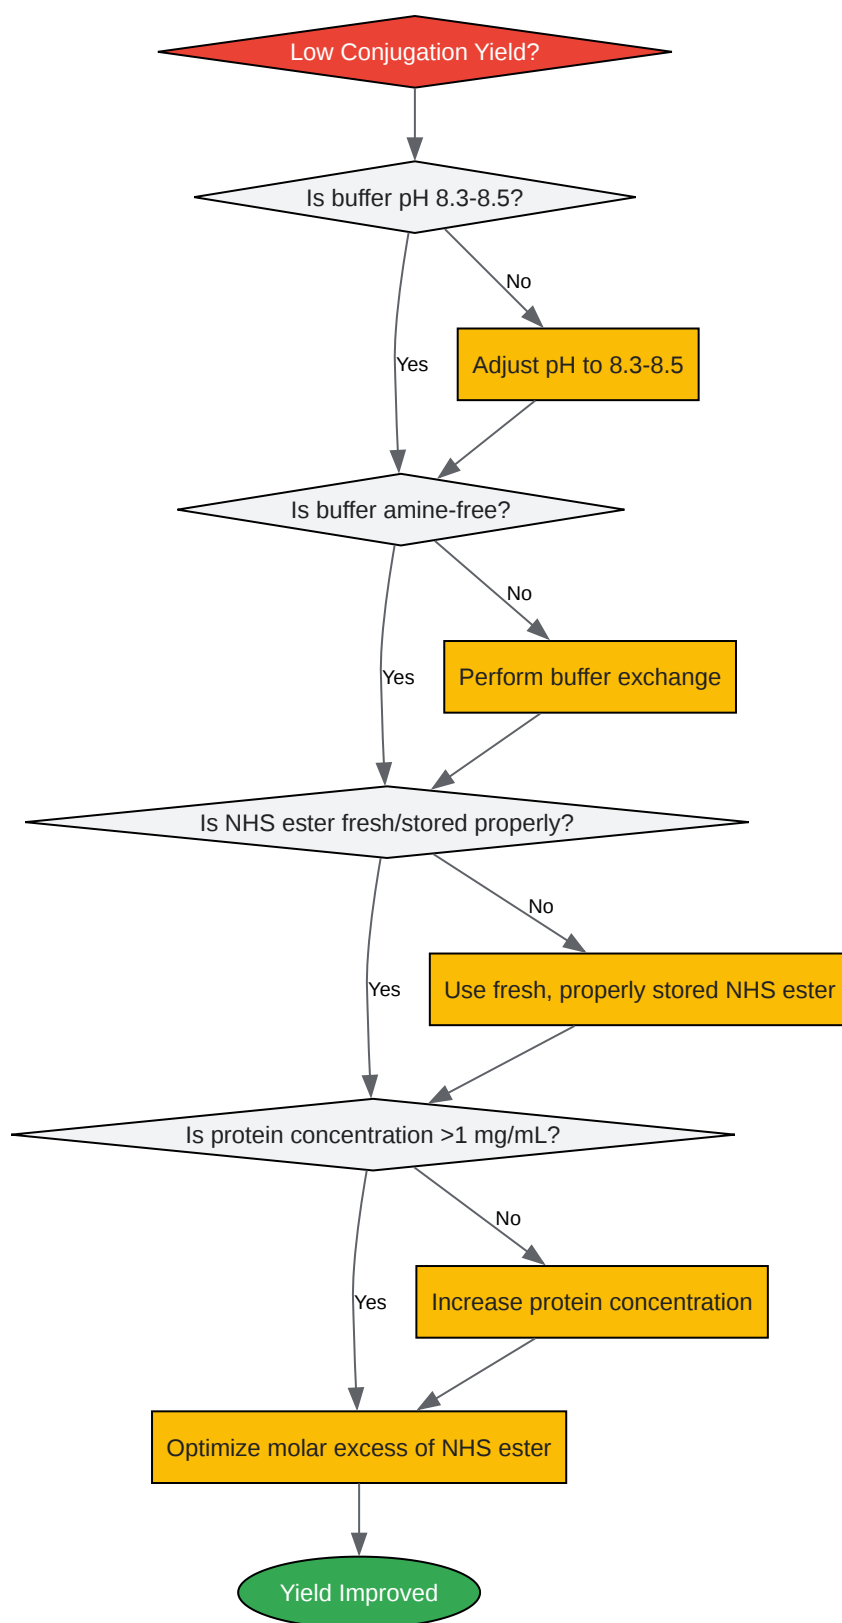 Low Conjugation Yield?
Is buffer pH 8.3-8.5?
No
Yes
Adjust pH to 8.3-8.5
Is buffer amine-free?
No
Yes
Perform buffer exchange
Is NHS ester fresh/stored properly?
No
Yes
Use fresh, properly stored NHS ester
Is protein concentration >1 mg/mL?
No
Yes
Increase protein concentration
Optimize molar excess of NHS ester
Yield Improved